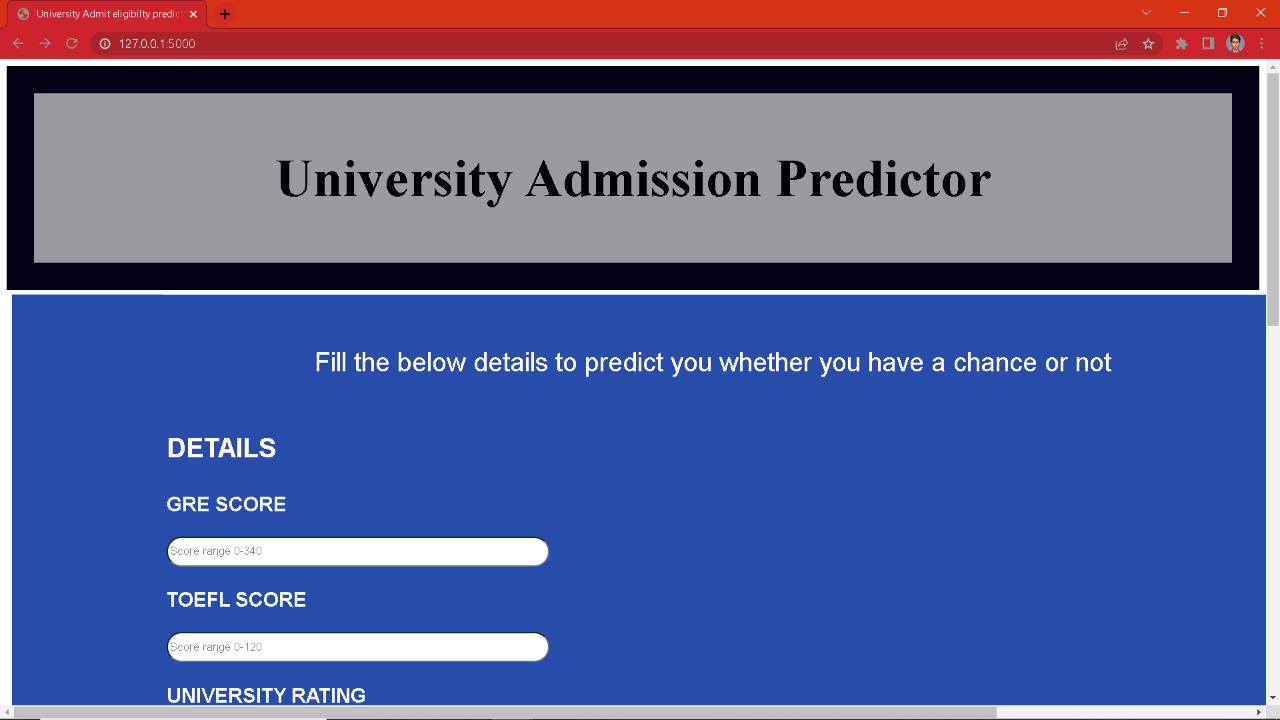 University Admit eligibilty predic
127.0.0.1:5000
University Admission Predictor
Fill the below details to predict you whether you have a chance or not
DETAILS
GRE SCORE
Score range 0-340
TOEFL SCORE
Score range 0-120
UNIVERSITY RATING